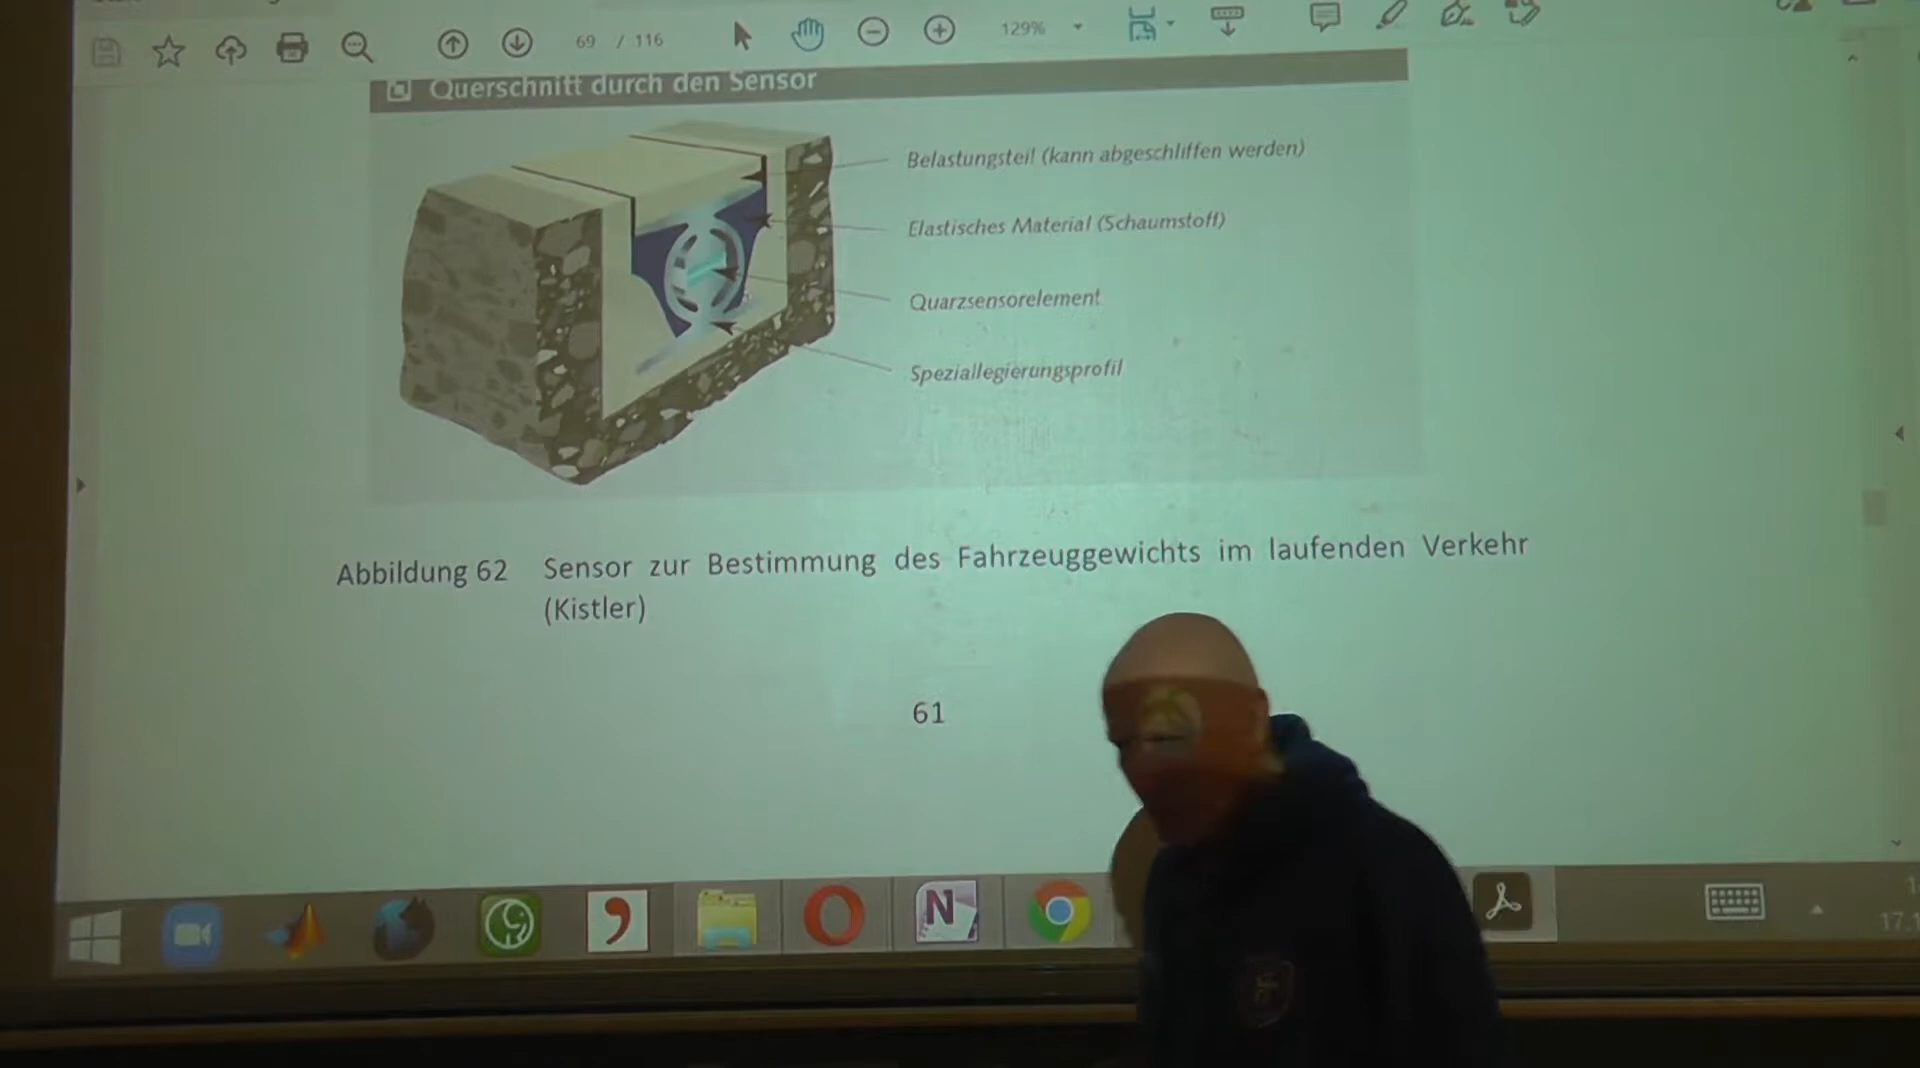 69 / 116
129%
Querschnitt durch den Sensor
Belastungsteil (kann abgeschliffen werden)
Elastisches Material (Schaumstoff)
Quarzsensorelement
Speziallegierungsprofil
Abbildung 62 Sensor zur Bestimmung des Fahrzeuggewichts im laufenden Verkehr
(Kistler)
61
N